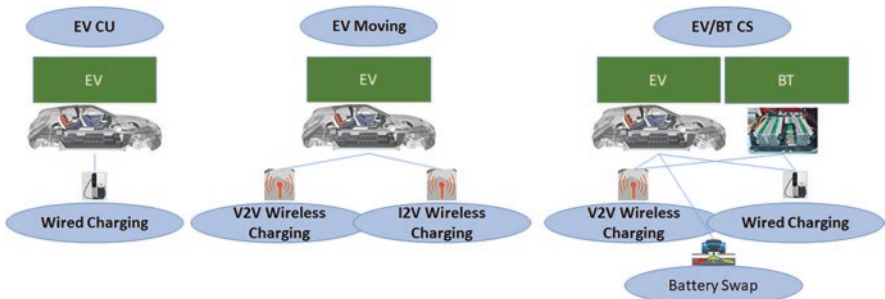 EV CU
EV Moving
EV/BT CS
EV
EV
EV
BT
Wired Charging
V2V Wireless
Charging
I2V Wireless
Charging
V2V Wireless
Charging
Wired Charging
Battery Swap